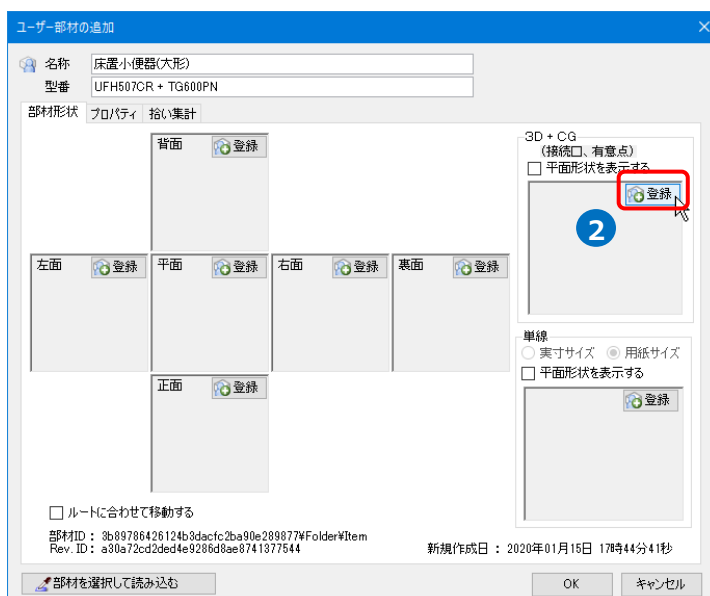 ユーザー部材の追加
名称 床置小便器(大形)
型番 UFH507CR + TG600PN
部材形状 プロパティ 拾い集計
背面 登録
3D + CG
(接続口、有意点)
平面形状を表示する
登録
2
左面 登録 平面 登録 右面 登録 裏面 登録
単線
実寸サイズ 用紙サイズ
平面形状を表示する
正面 登録
登録
ルートに合わせて移動する
部材ID : 3b89786426124b3dacfc2ba90e289877¥Folder¥Item
Rev. ID : a30a72cd2ded4e9286d8ae8741377544
新規作成日 : 2020年01月15日 17時44分41秒
部材を選択して読み込む OK キャンセル